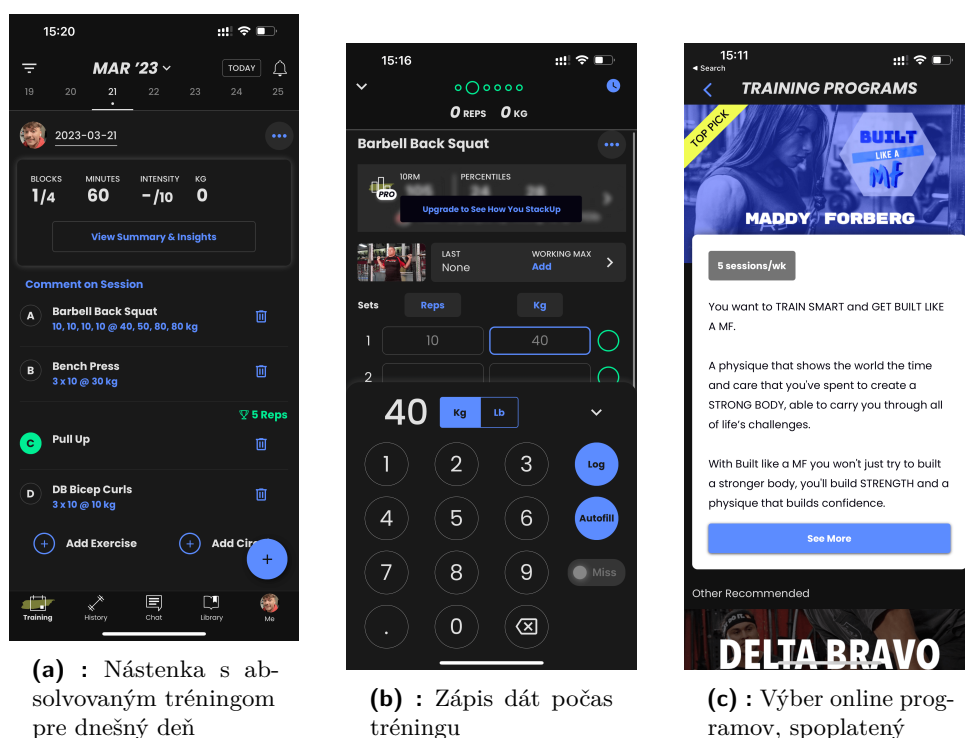 15:20
MAR '23
TODAY
19 20 21 22 23 24 25
2023-03-21
BLOCKS MINUTES INTENSITY KG
1/4 60 -/10 0
View Summary & Insights
Comment on Session
A Barbell Back Squat
10, 10, 10, 10 @ 40, 50, 80, 80 kg
B Bench Press
3 x 10 @ 30 kg
5 Reps
C Pull Up
D DB Bicep Curls
3 x 10 @ 10 kg
+ Add Exercise + Add Circ
+
Training History Chat Library Me
(a) : Nástenka s ab-
solvovaným tréningom
pre dnešný deň
15:16
0 REPS 0 KG
Barbell Back Squat
10RM PERCENTILES
PRO
Upgrade to See How You StackUp
LAST WORKING MAX
None Add
Sets Reps Kg
1 10 40
2
40 Kg Lb
1 2 3 Log
4 5 6 Autofill
7 8 9 Miss
. 0
(b) : Zápis dát počas
tréningu
15:11
Search
TRAINING PROGRAMS
TOP PICK
BUILT
LIKE A
MF
MADDY FORBERG
5 sessions/wk
You want to TRAIN SMART and GET BUILT LIKE
A MF.
A physique that shows the world the time
and care that you've spent to create a
STRONG BODY, able to carry you through all
of life's challenges.
With Built like a MF you won't just try to built
a stronger body, you'll build STRENGTH and a
physique that builds confidence.
See More
Other Recommended
DELTA BRAVO
(c) : Výber online prog-
ramov, spoplatený